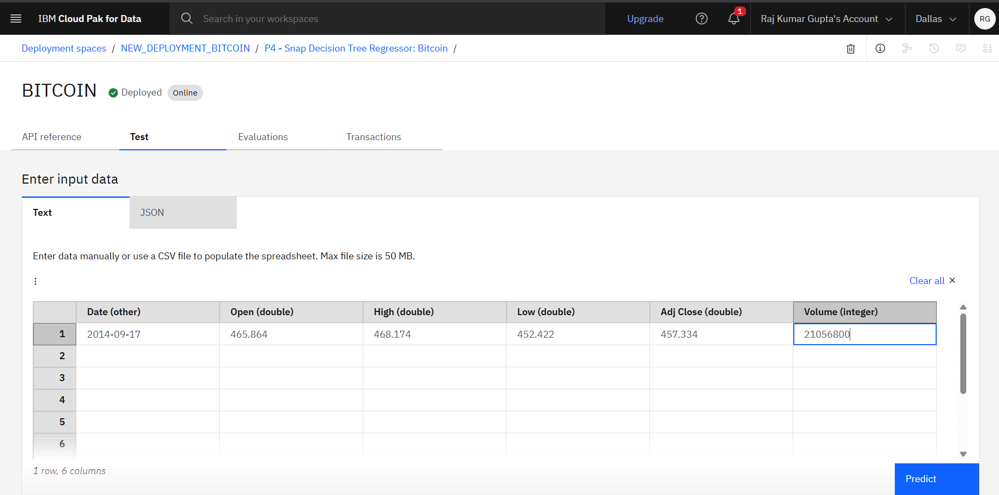 IBM Cloud Pak for Data
Search in your workspaces
Upgrade
1
Raj Kumar Gupta's Account
Dallas
RG
Deployment spaces / NEW_DEPLOYMENT_BITCOIN / P4 - Snap Decision Tree Regressor: Bitcoin /
BITCOIN
Deployed
Online
API reference
Test
Evaluations
Transactions
Enter input data
Text
JSON
Enter data manually or use a CSV file to populate the spreadsheet. Max file size is 50 MB.
Clear all
Date (other) Open (double) High (double) Low (double) Adj Close (double) Volume (integer)
1 2014-09-17 465.864 468.174 452.422 457.334 21056800
2
3
4
5
6
1 row, 6 columns
Predict